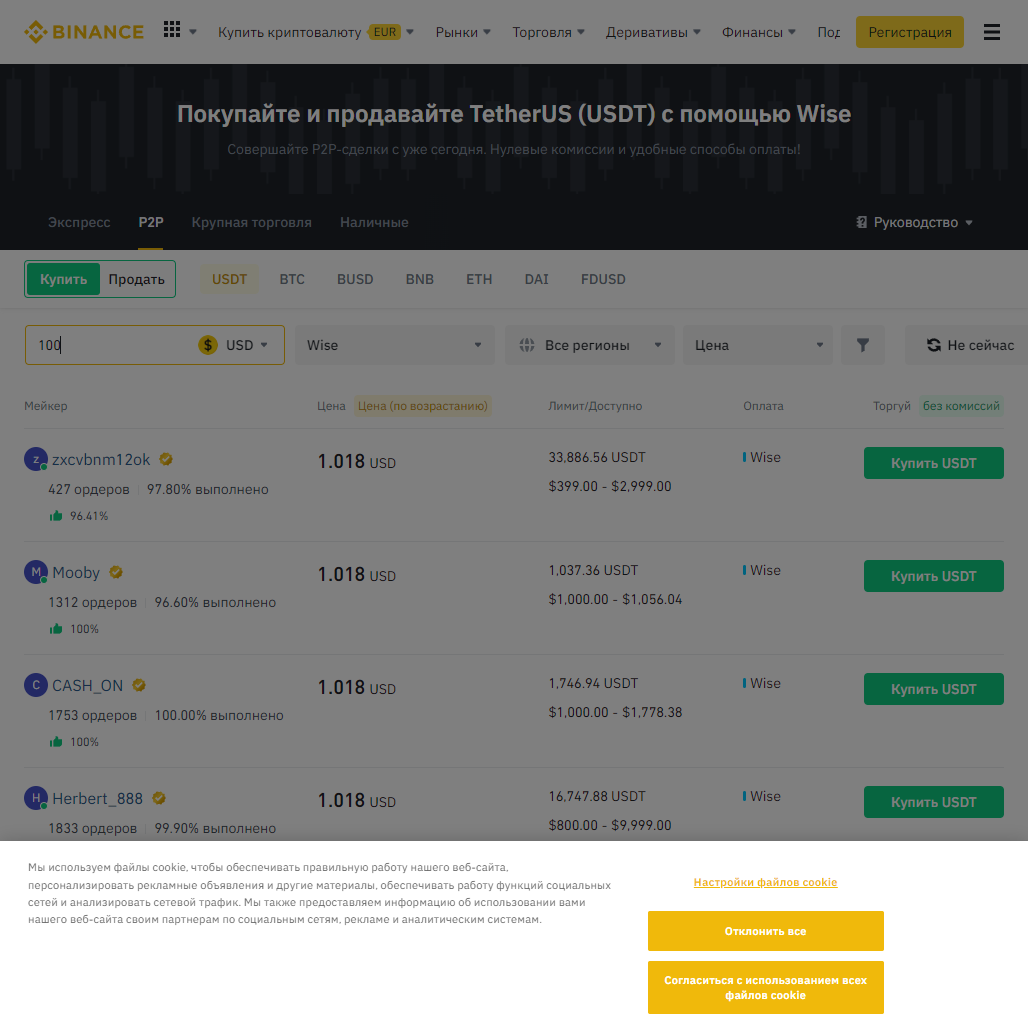 BINANCE Купить криптовалюту EUR Рынки Торговля Деривативы Финансы Под Регистрация
Покупайте и продавайте TetherUS (USDT) с помощью Wise
Совершайте P2P-сделки с уже сегодня. Нулевые комиссии и удобные способы оплаты!
Экспресс P2P Крупная торговля Наличные Руководство
Купить Продать USDT BTC BUSD BNB ETH DAI FDUSD
100 $ USD Wise Все регионы Цена Не сейчас
Мейкер Цена Цена (по возрастанию) Лимит/Доступно Оплата Торгуй без комиссий
z zxcvbnm12ok 1.018 USD 33,886.56 USDT Wise Купить USDT
427 ордеров 97.80% выполнено $399.00 - $2,999.00
96.41%
M Mooby 1.018 USD 1,037.36 USDT Wise Купить USDT
1312 ордеров 96.60% выполнено $1,000.00 - $1,056.04
100%
C CASH_ON 1.018 USD 1,746.94 USDT Wise Купить USDT
1753 ордеров 100.00% выполнено $1,000.00 - $1,778.38
100%
H Herbert_888 1.018 USD 16,747.88 USDT Wise Купить USDT
1833 ордеров 99.90% выполнено $800.00 - $9,999.00
Мы используем файлы cookie, чтобы обеспечивать правильную работу нашего веб-сайта,
персонализировать рекламные объявления и другие материалы, обеспечивать работу функций социальных
сетей и анализировать сетевой трафик. Мы также предоставляем информацию об использовании вами
нашего веб-сайта своим партнерам по социальным сетям, рекламе и аналитическим системам.
Настройки файлов cookie
Отклонить все
Согласиться с использованием всех
файлов cookie